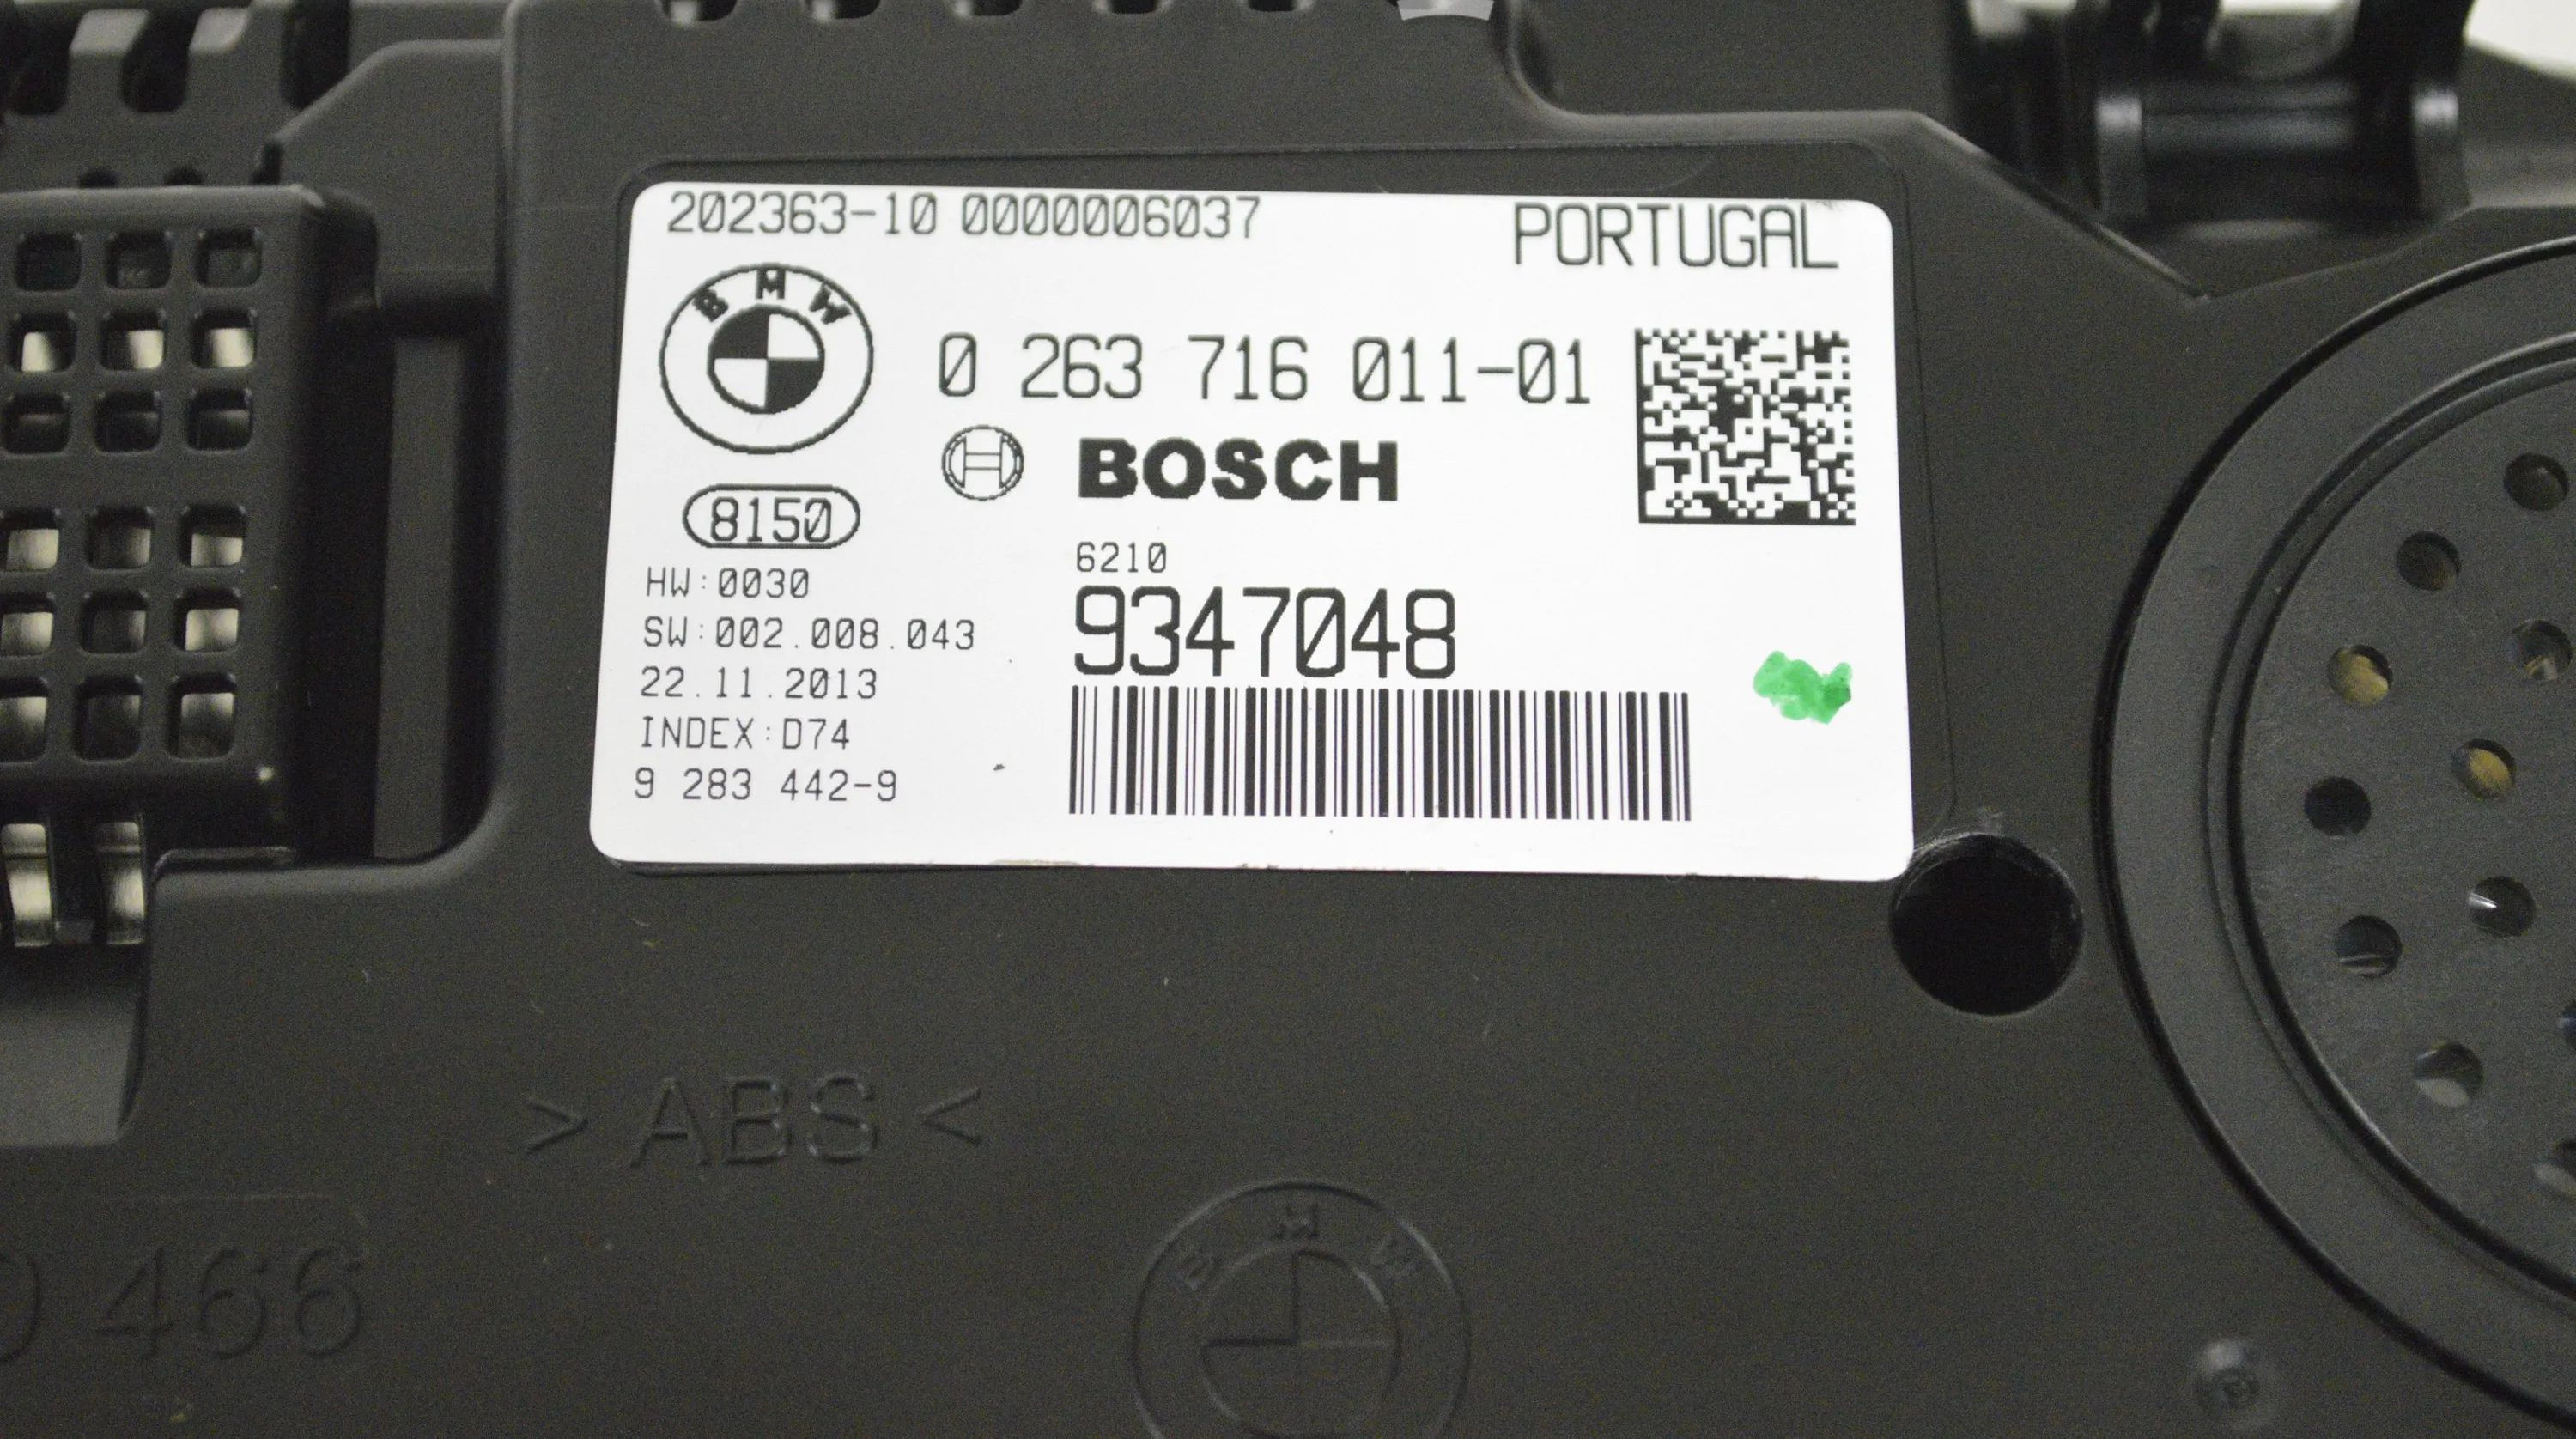 202363-10 0000006037
PORTUGAL
BMW
0 263 716 011-01
BOSCH
8150
6210
HW:0030
9347048
SW:002.008.043
22.11.2013
INDEX:D74
9 283 442-9
>ABS<
BMW
466